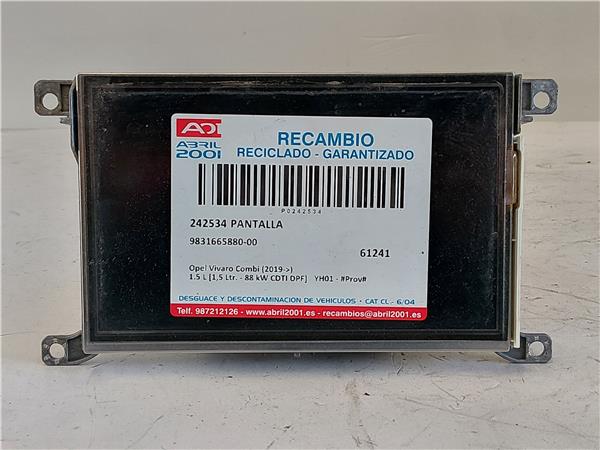 ADI
ABRIL
2001
RECAMBIO
RECICLADO - GARANTIZADO
P0242534
242534 PANTALLA
9831665880-00
61241
Opel Vivaro Combi (2019->)
1.5 L [1,5 Ltr. - 88 kW CDTI DPF] YH01 - #Prov#
DESGUACE Y DESCONTAMINACION DE VEHICULOS • CAT CL.- 6/04
Telf. 987212126 - www.abril2001.es - recambios@abril2001.es